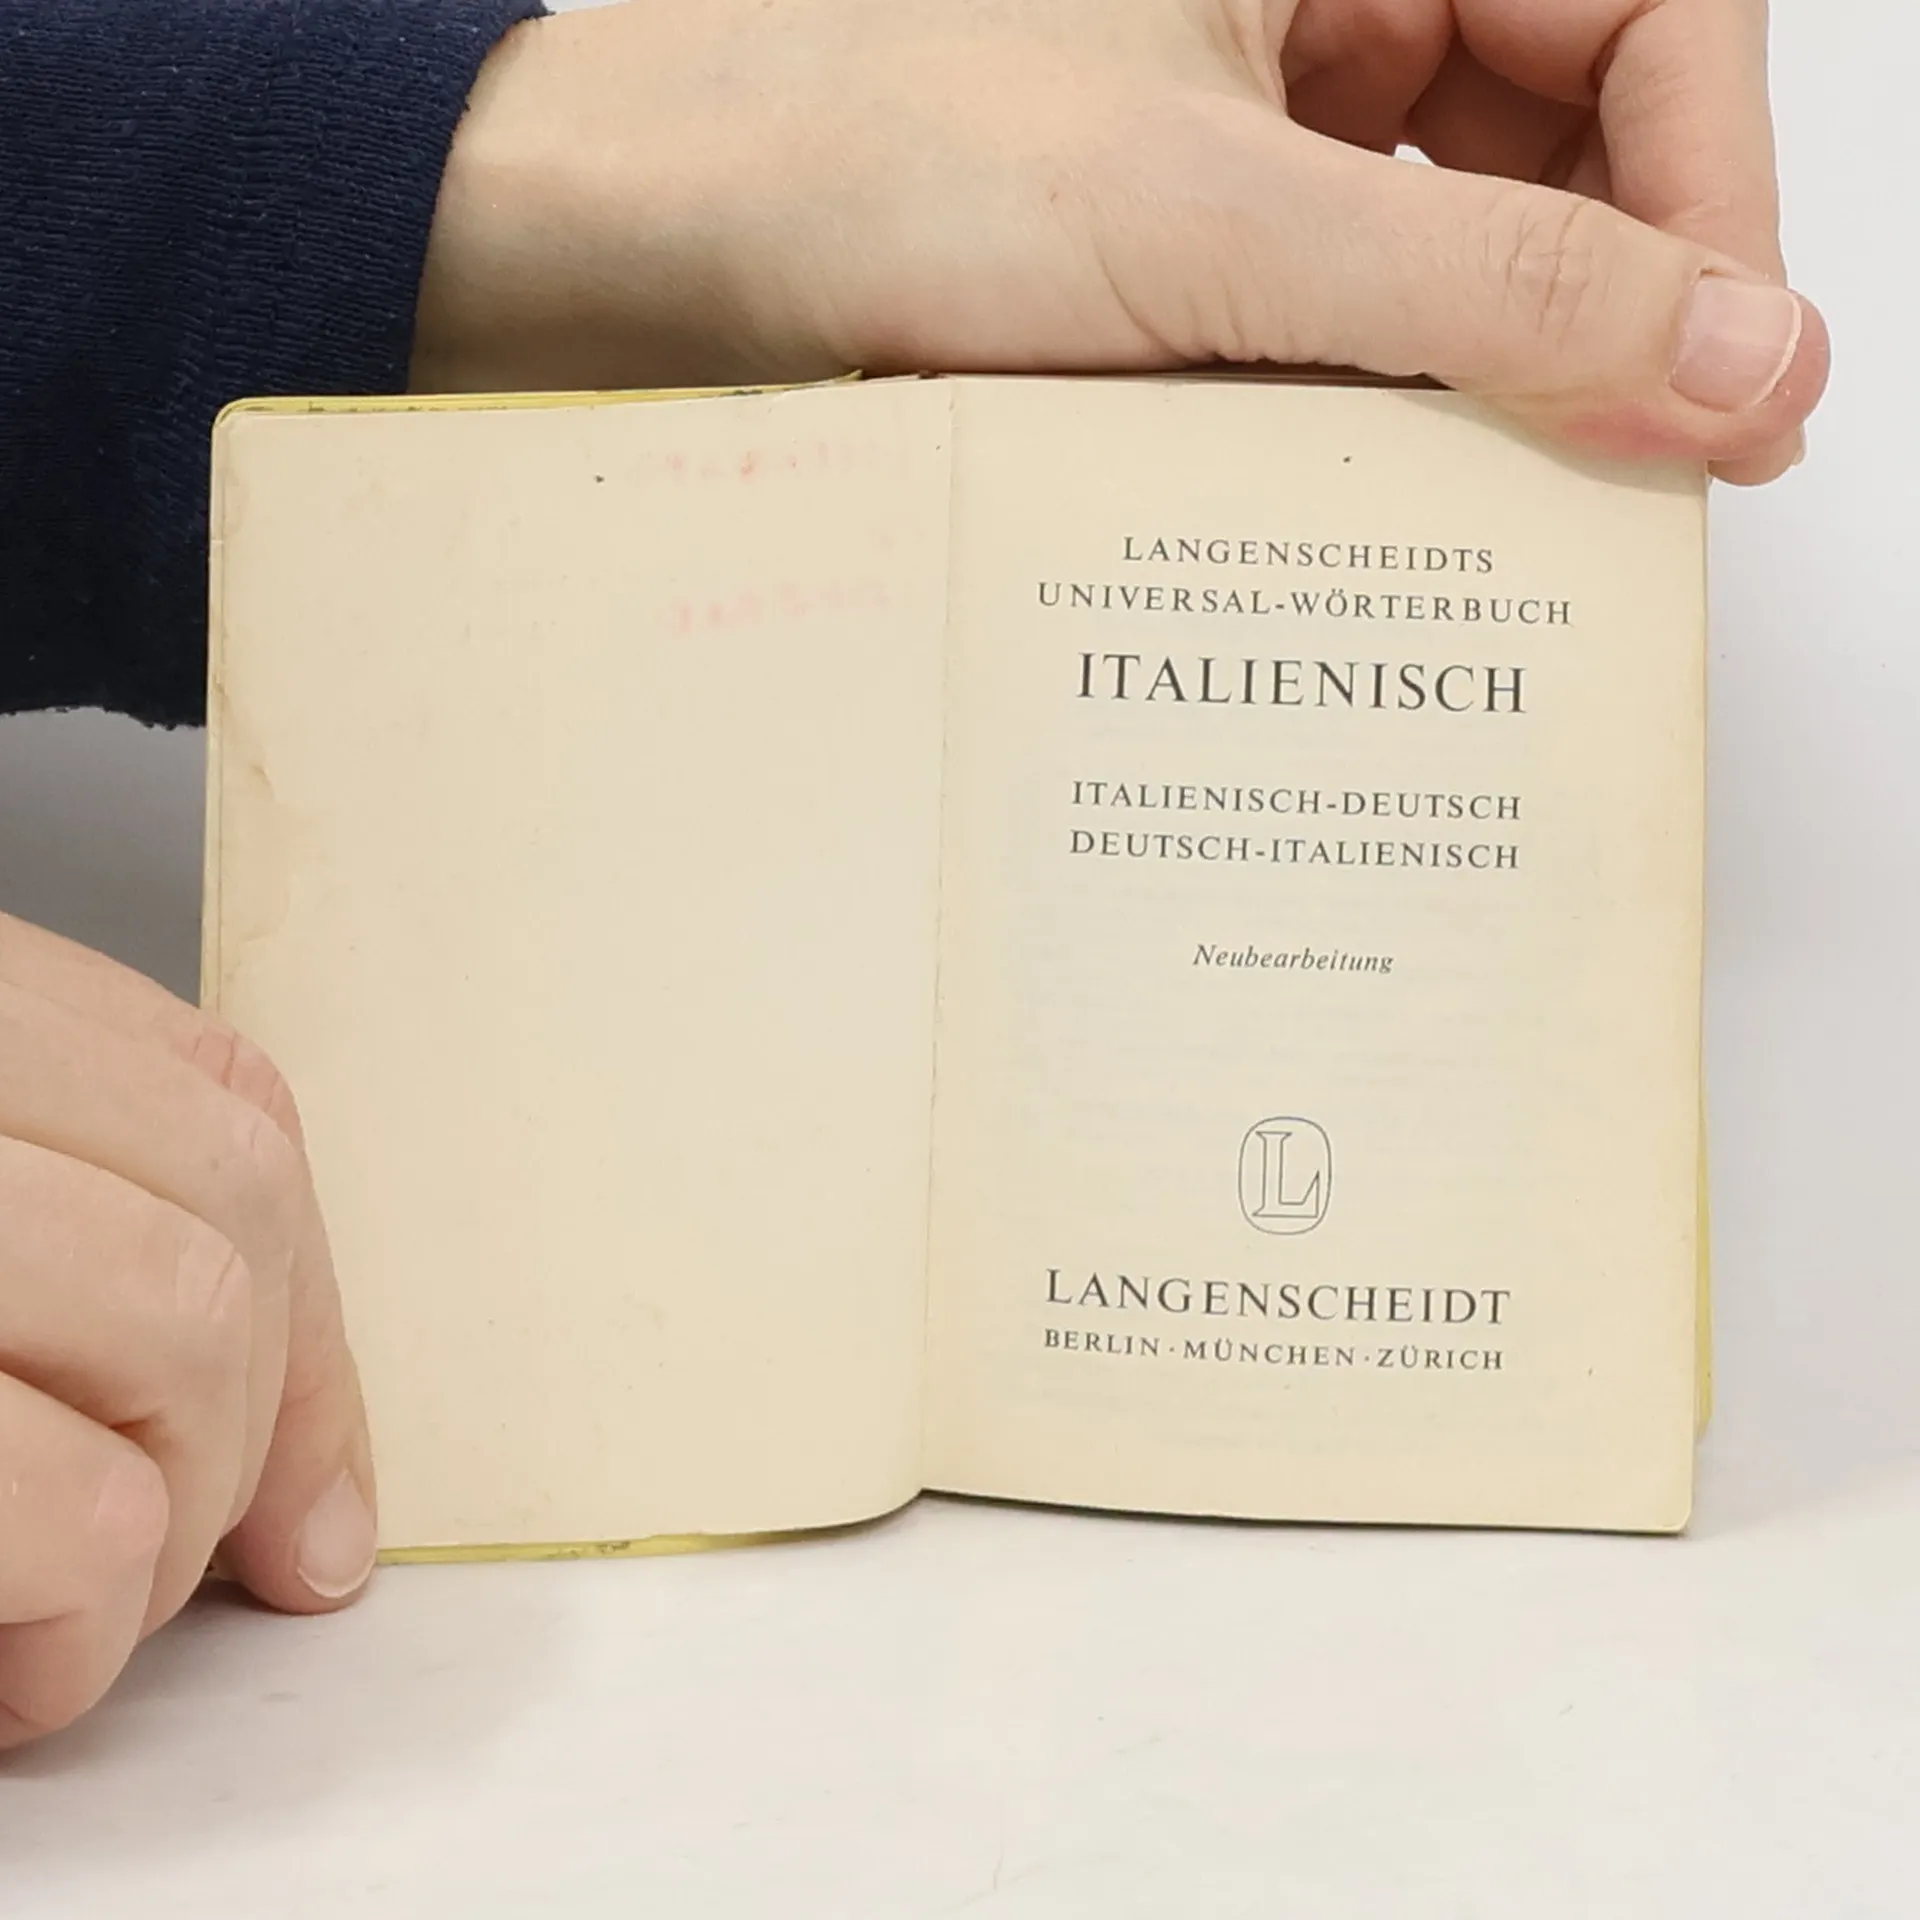 LANGENSCHEIDTS
UNIVERSAL-WÖRTERBUCH
ITALIENISCH
ITALIENISCH-DEUTSCH
DEUTSCH-ITALIENISCH
Neubearbeitung
L
LANGENSCHEIDT
BERLIN · MÜNCHEN · ZÜRICH